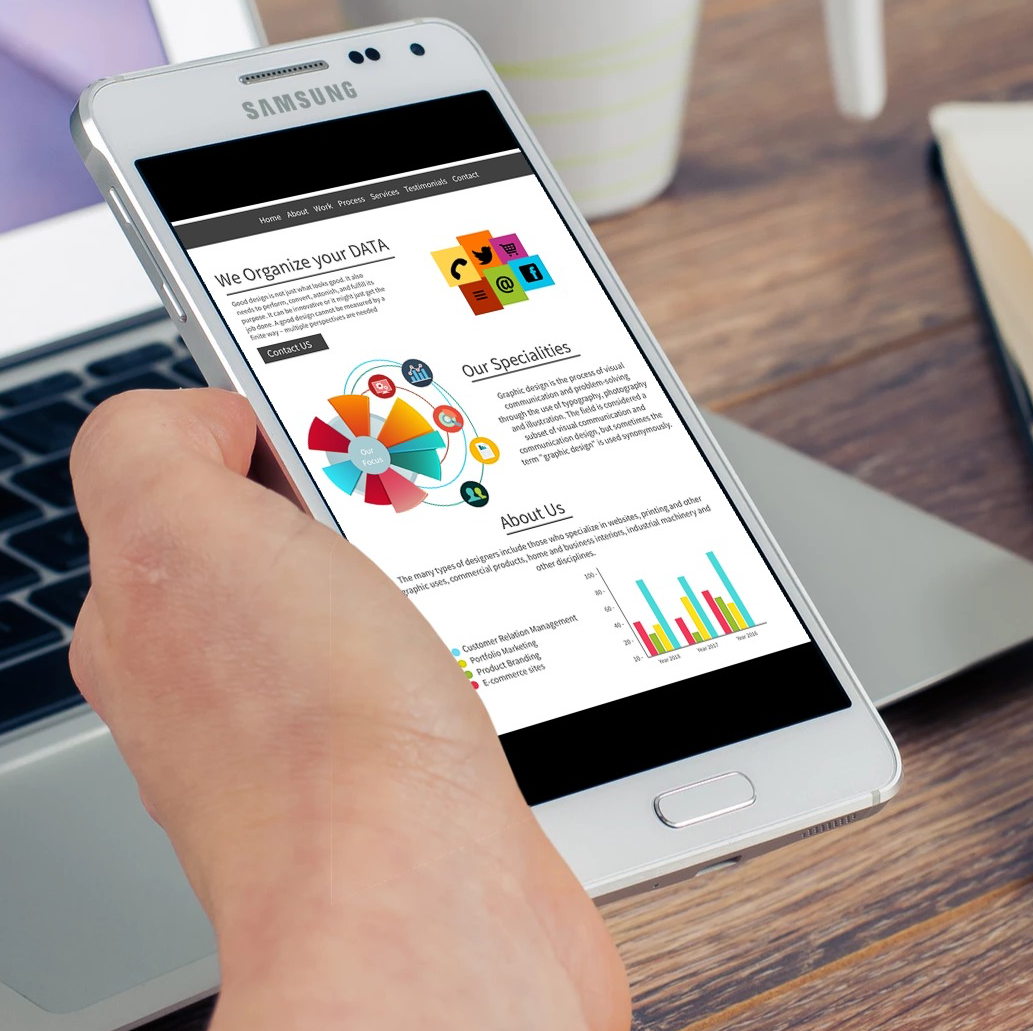 SAMSUNG
Home About Work Process Services Testimonials Contact
We Organize your DATA
Good design is not just what looks good. It also
needs to perform, convert, astonish, and fulfill its
purpose. It can be innovative or it might just get the
job done. A good design cannot be measured by a
finite way – multiple perspectives are needed
Contact US
Our Specialities
Graphic design is the process of visual
communication and problem-solving
through the use of typography, photography
and illustration. The field is considered a
subset of visual communication and
communication design, but sometimes the
term "graphic design" is used synonymously.
Our
Focus
About Us
The many types of designers include those who specialize in websites, printing and other
graphic uses, commercial products, home and business interiors, industrial machinery and
other disciplines.
Customer Relation Management
Portfolio Marketing
Product Branding
E-commerce sites
100
80
60
40
20
10
Year 2017